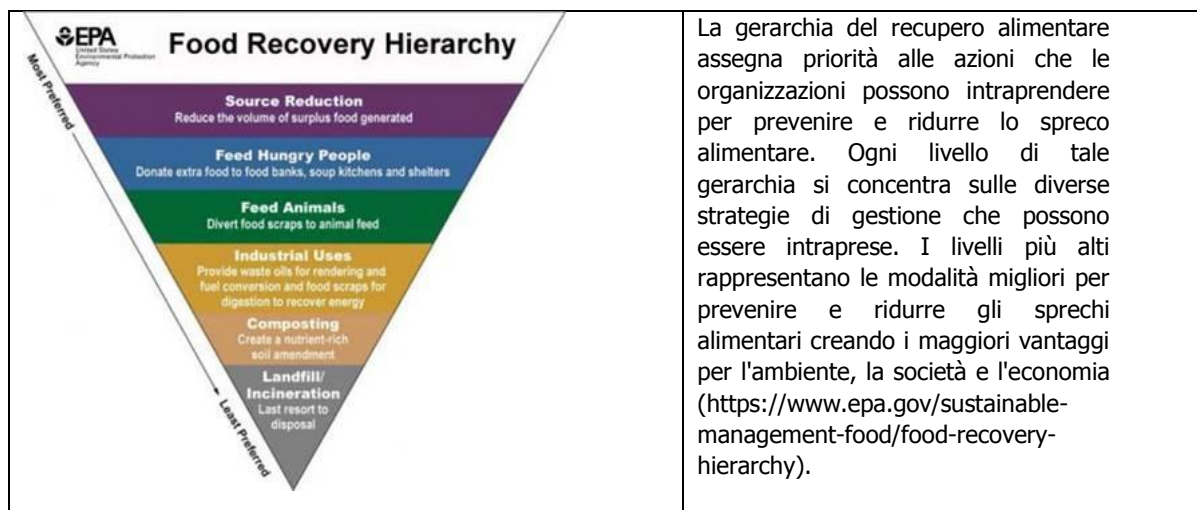 EPA
United States
Environmental Protection
Agency
Food Recovery Hierarchy
Most Preferred
Source Reduction
Reduce the volume of surplus food generated
Feed Hungry People
Donate extra food to food banks, soup kitchens and shelters
Feed Animals
Divert food scraps to animal feed
Industrial Uses
Provide waste oils for rendering and
fuel conversion and food scraps for
digestion to recover energy
Composting
Create a nutrient-rich
soil amendment
Landfill/
Incineration
Last resort to
disposal
Least Preferred
La gerarchia del recupero alimentare
assegna priorità alle azioni che le
organizzazioni possono intraprendere
per prevenire e ridurre lo spreco
alimentare. Ogni livello di tale
gerarchia si concentra sulle diverse
strategie di gestione che possono
essere intraprese. I livelli più alti
rappresentano le modalità migliori per
prevenire e ridurre gli sprechi
alimentari creando i maggiori vantaggi
per l'ambiente, la società e l'economia
(https://www.epa.gov/sustainable-
management-food/food-recovery-
hierarchy).